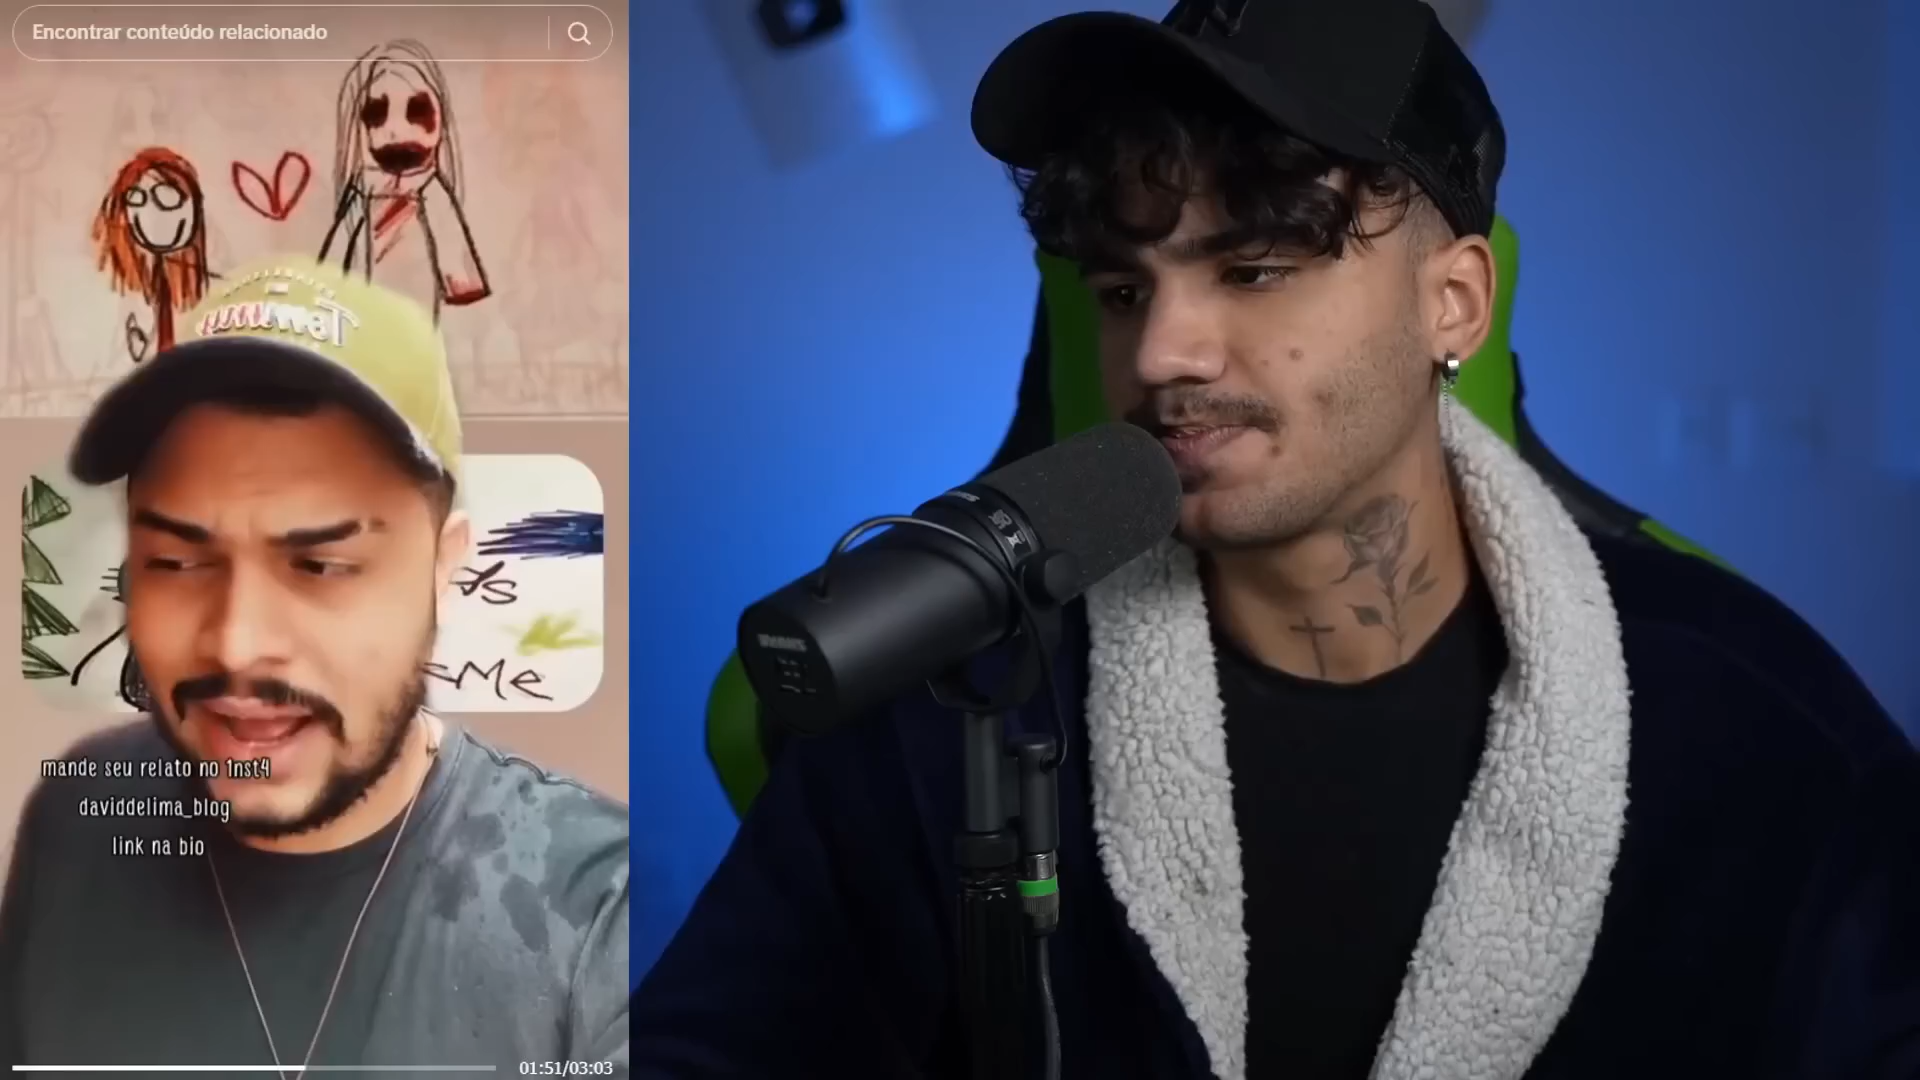 Encontrar conteúdo relacionado
mande seu relato no 1nst4
daviddelima_blog
link na bio
01:51/03:03